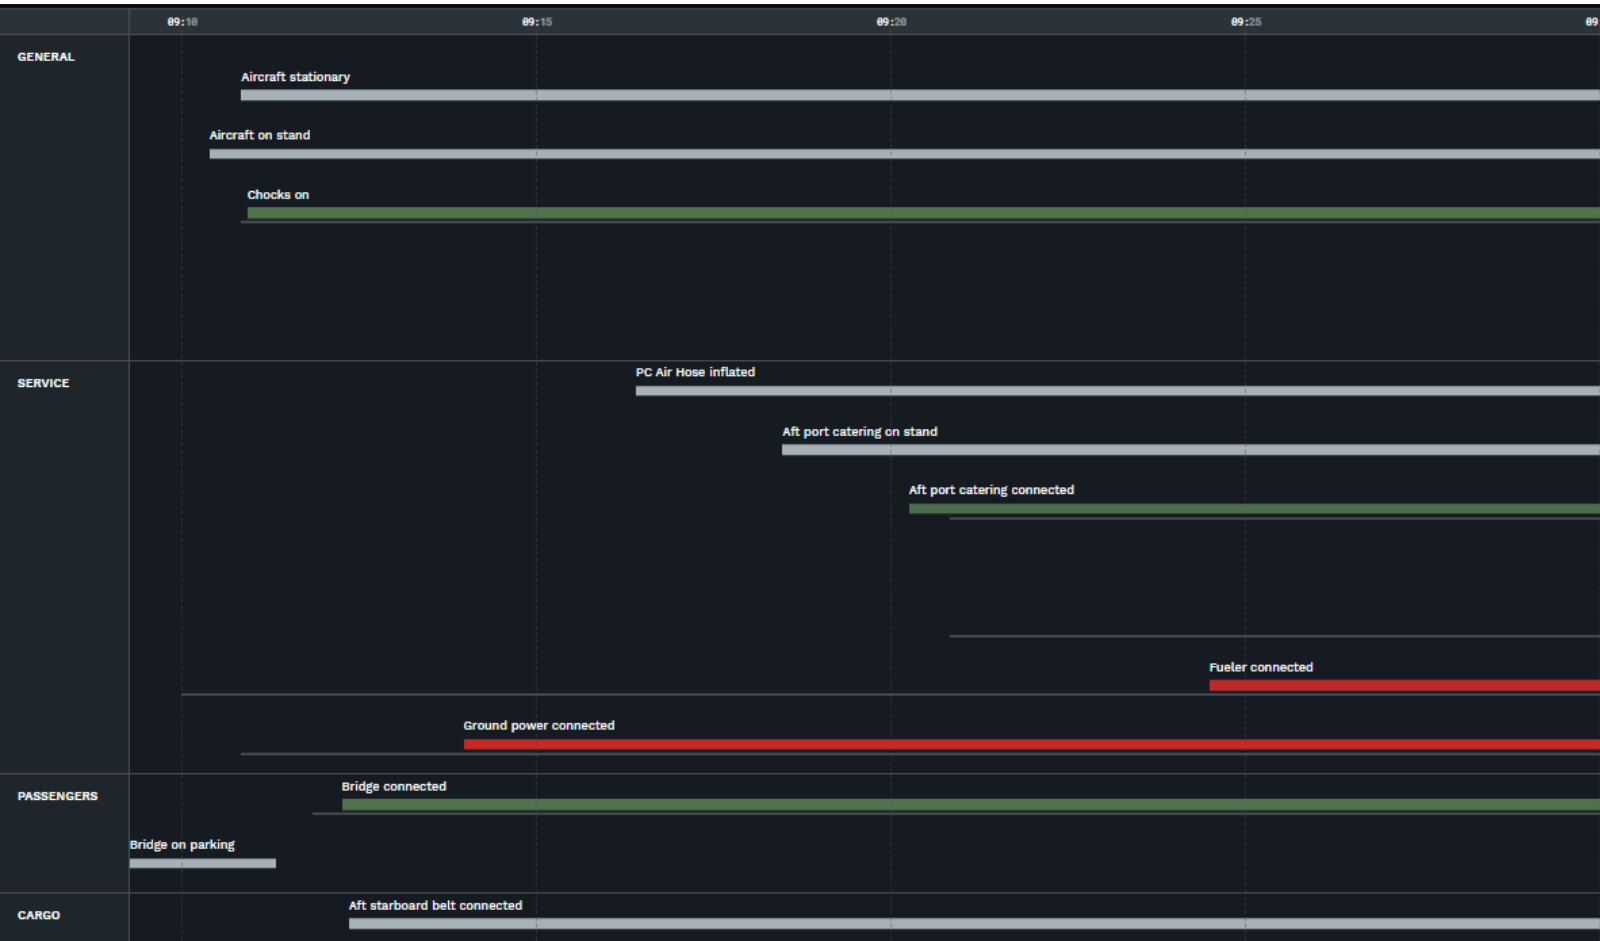 09:10 09:15 09:20 09:25 09
GENERAL
Aircraft stationary
Aircraft on stand
Chocks on
SERVICE
PC Air Hose inflated
Aft port catering on stand
Aft port catering connected
Fueler connected
Ground power connected
PASSENGERS
Bridge connected
Bridge on parking
CARGO
Aft starboard belt connected